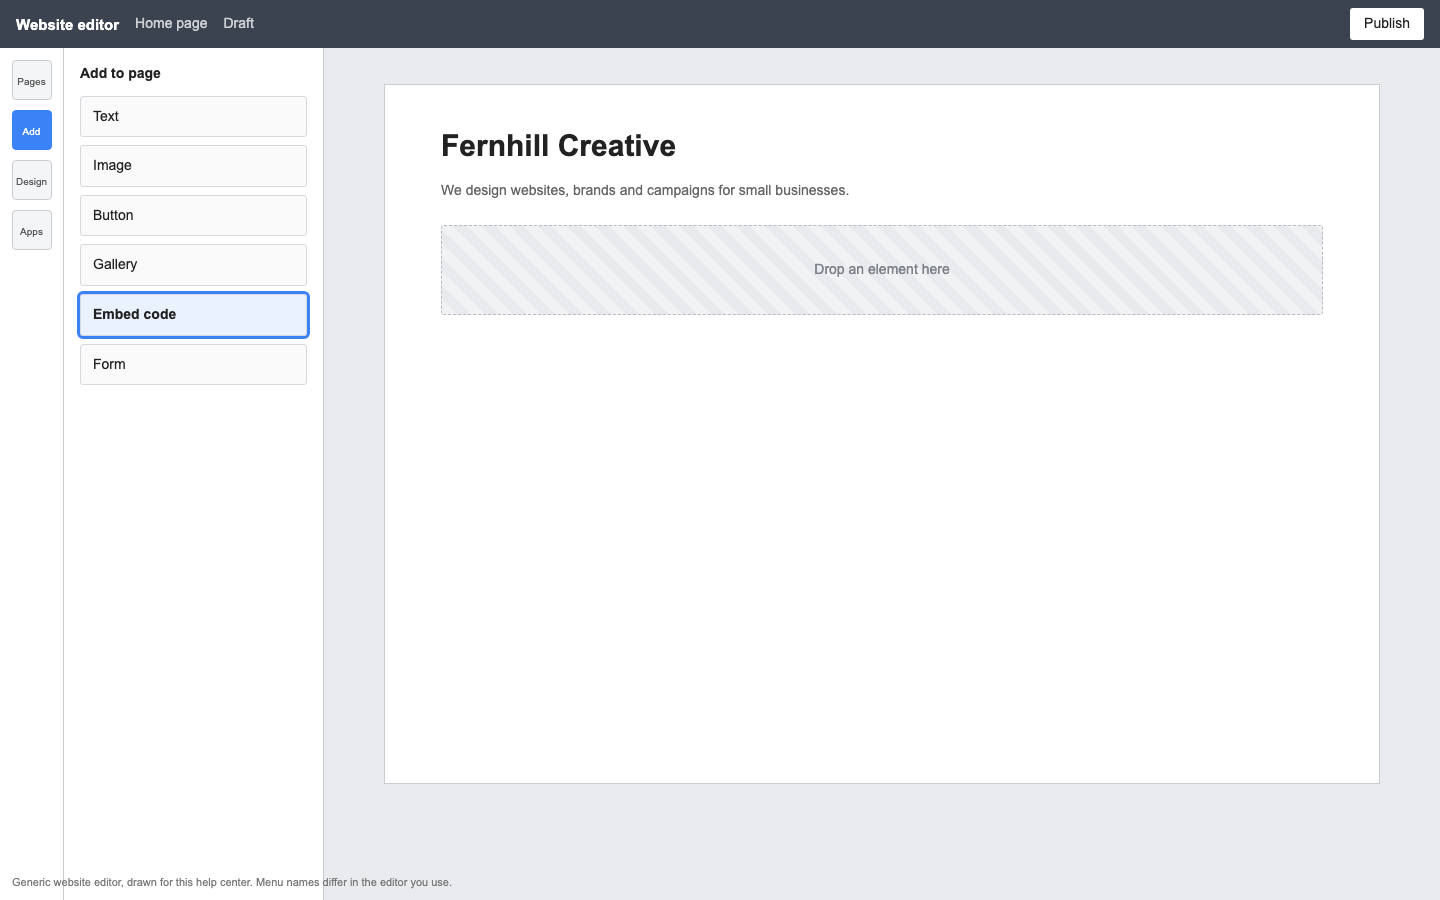 Website editor Home page Draft Publish
Pages
Add
Design
Apps
Add to page
Text
Image
Button
Gallery
Embed code
Form
Fernhill Creative
We design websites, brands and campaigns for small businesses.
Drop an element here
Generic website editor, drawn for this help center. Menu names differ in the editor you use.